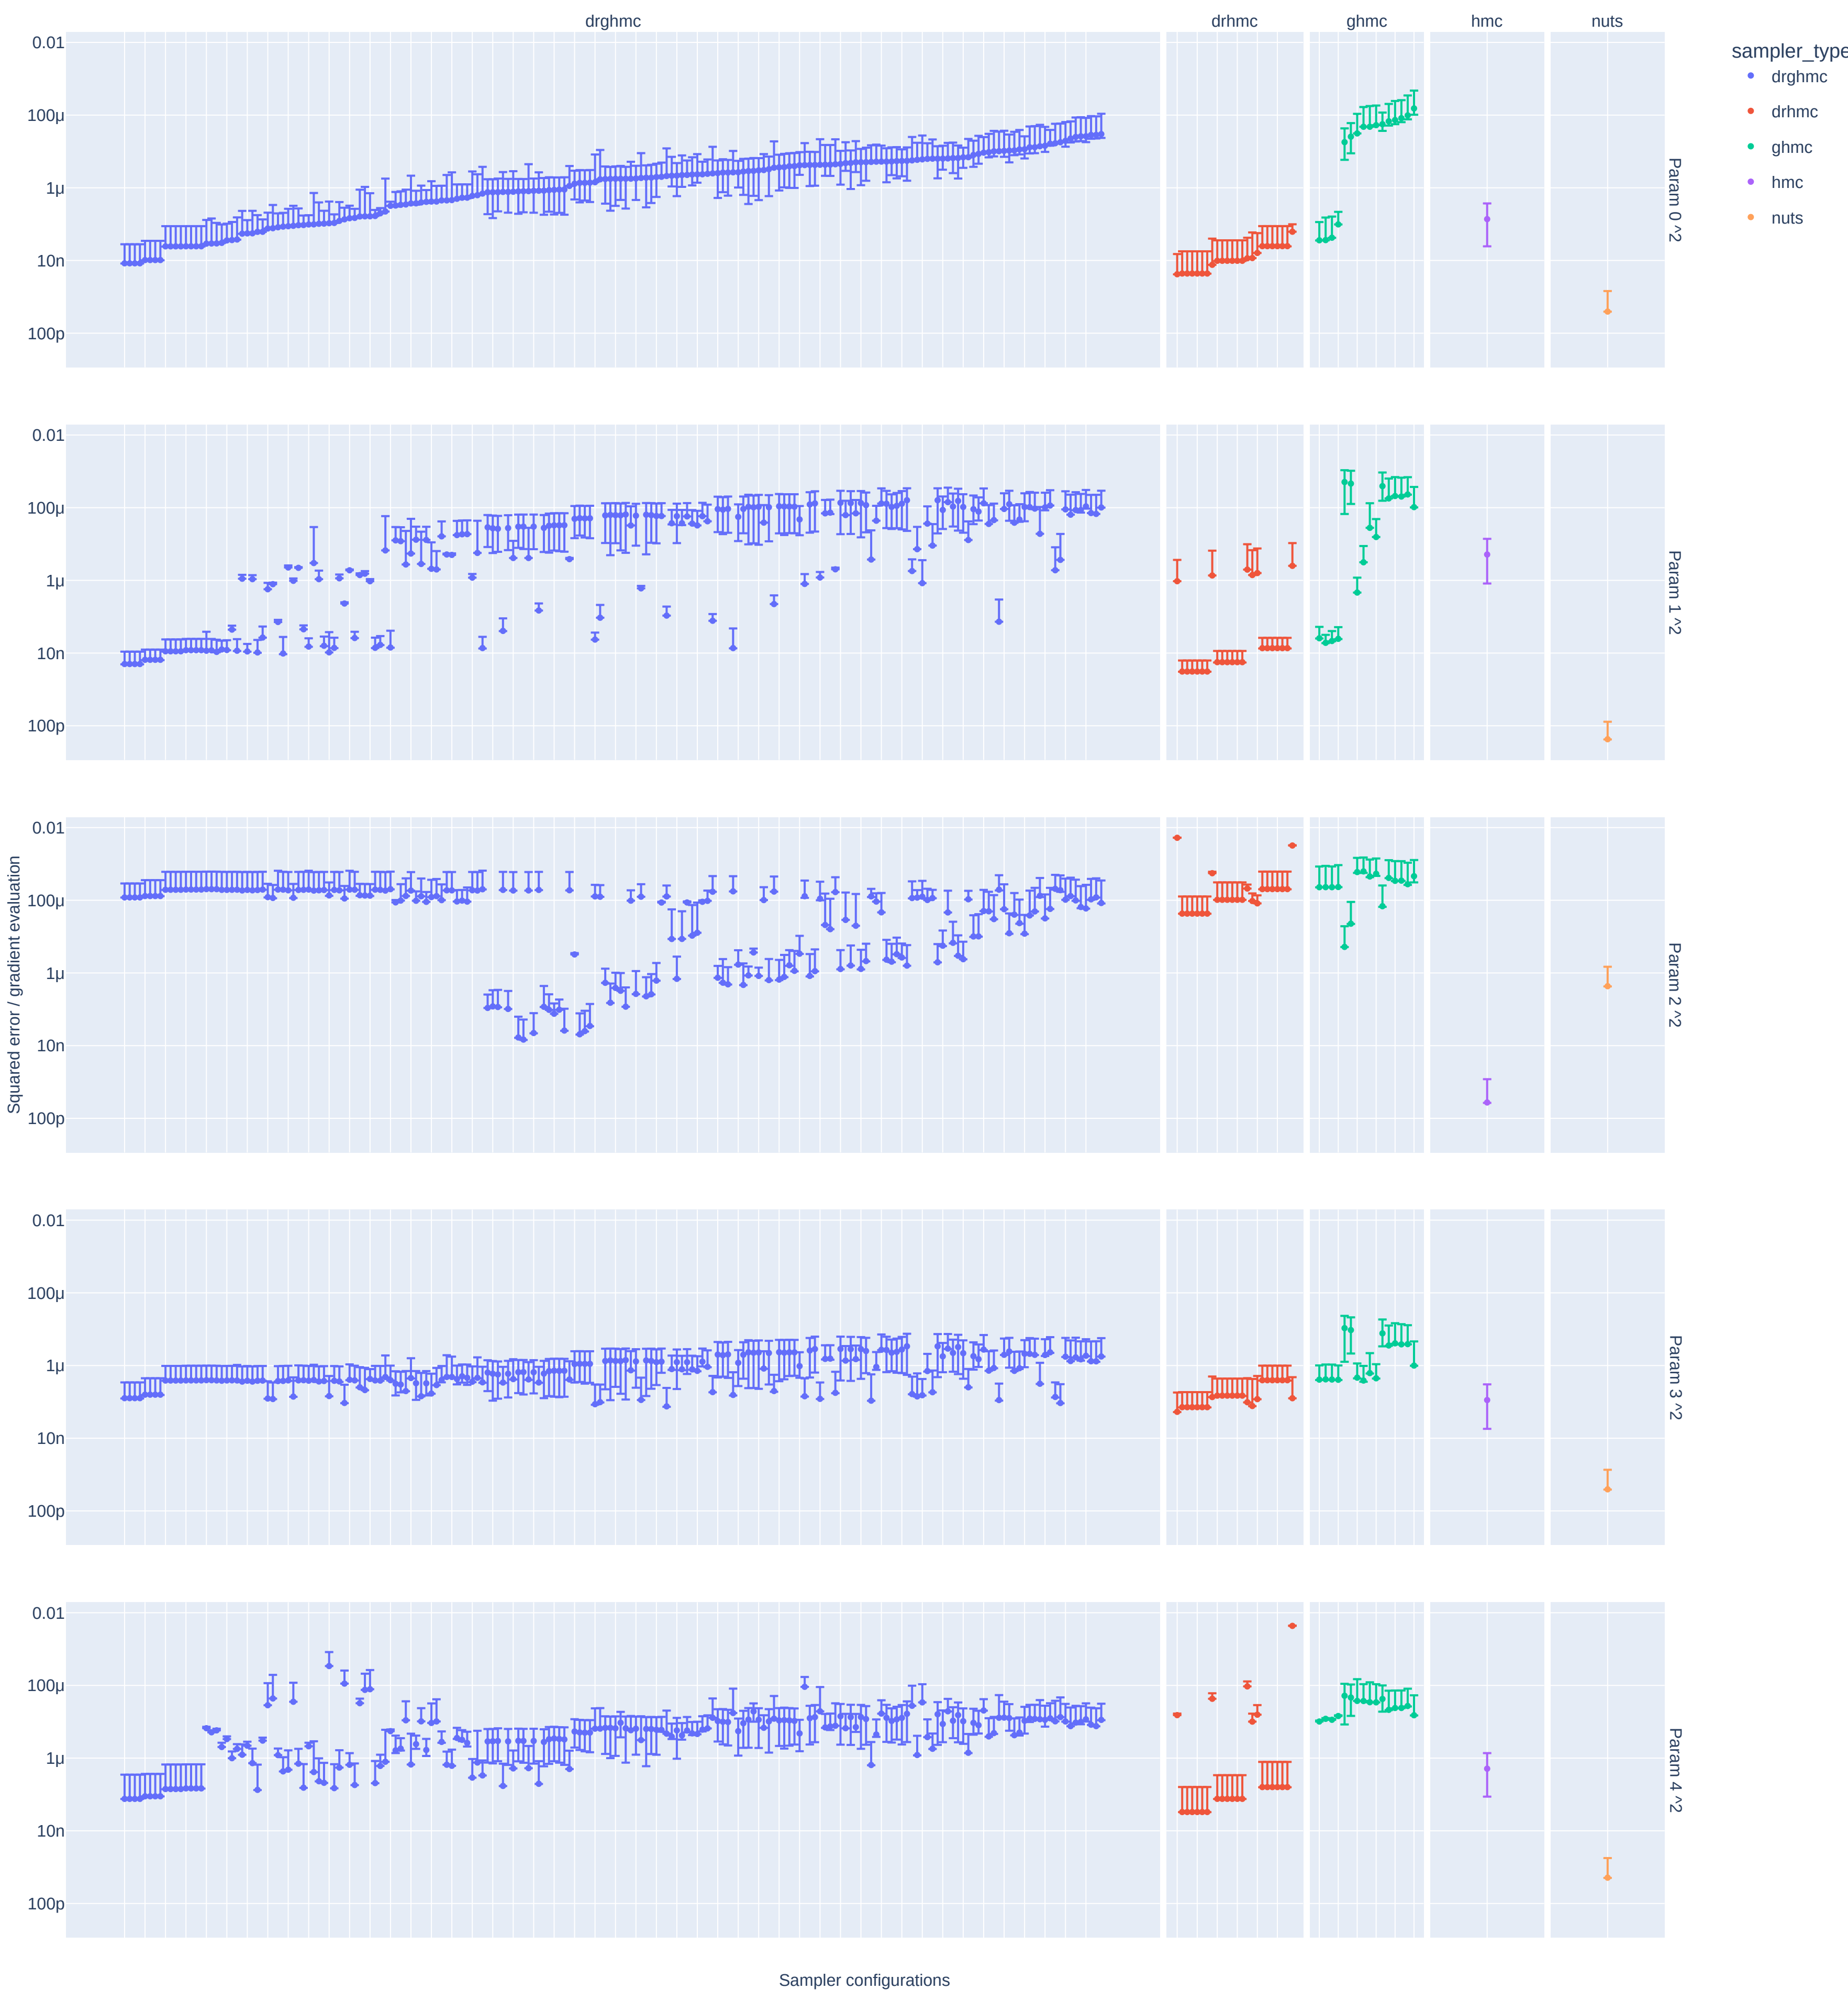 drghmc
drhmc
ghmc
hmc
nuts
sampler_type
drghmc
drhmc
ghmc
hmc
nuts
0.01
100μ
1μ
10n
100p
Param 0 ^2
0.01
100μ
1μ
10n
100p
Param 1 ^2
Squared error / gradient evaluation
0.01
100μ
1μ
10n
100p
Param 2 ^2
0.01
100μ
1μ
10n
100p
Param 3 ^2
0.01
100μ
1μ
10n
100p
Param 4 ^2
Sampler configurations